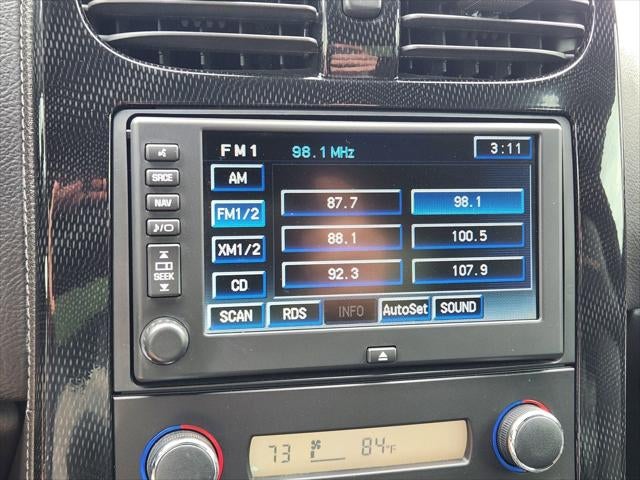 FM1 98.1 MHz 3:11
AM
FM1/2
XM1/2
CD
87.7 98.1
88.1 100.5
92.3 107.9
SCAN RDS INFO AutoSet SOUND
SRCE
NAV
SEEK
73 84°F